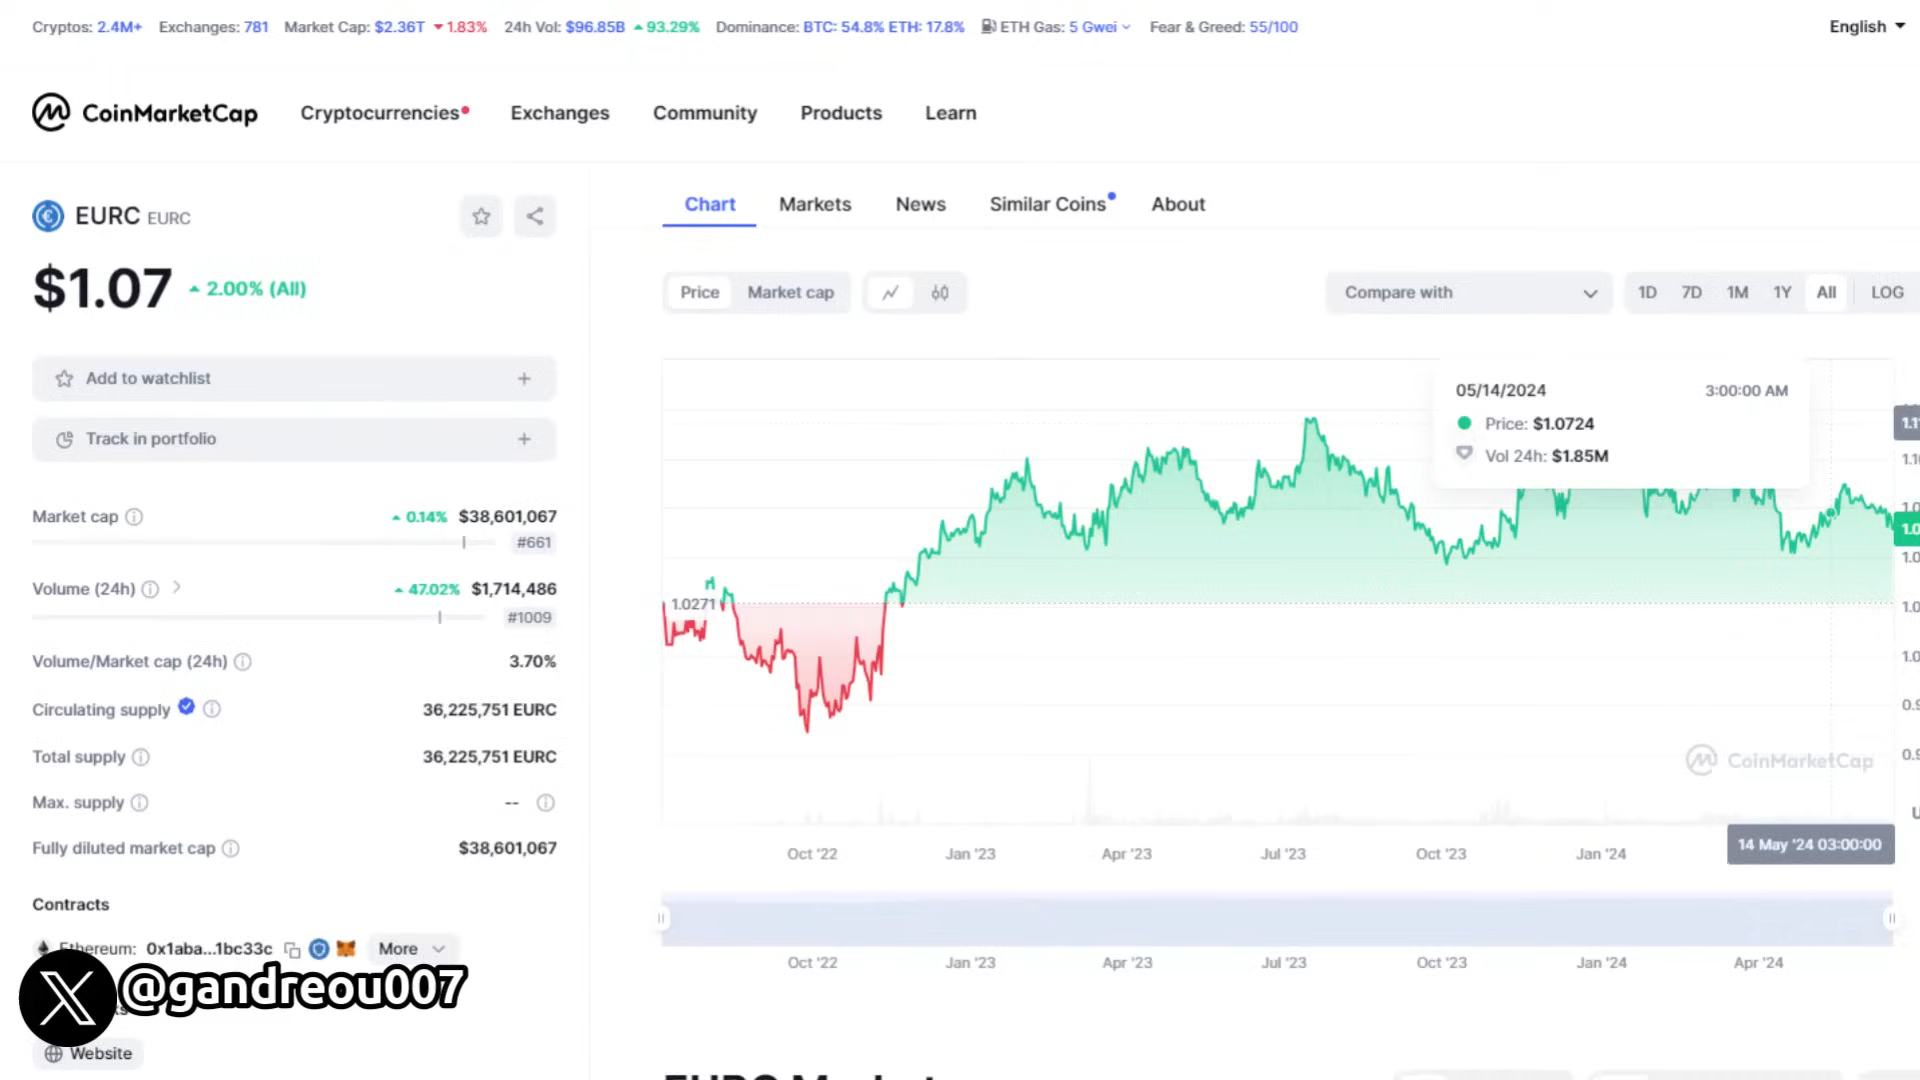 Cryptos: 2.4M+ Exchanges: 781 Market Cap: $2.36T 1.83% 24h Vol: $96.85B 93.29% Dominance: BTC: 54.8% ETH: 17.8% ETH Gas: 5 Gwei Fear & Greed: 55/100 English
CoinMarketCap Cryptocurrencies Exchanges Community Products Learn
EURC EURC
$1.07 2.00% (All)
Add to watchlist
Track in portfolio
Market cap 0.14% $38,601,067
#661
Volume (24h) 47.02% $1,714,486
#1009
Volume/Market cap (24h) 3.70%
Circulating supply 36,225,751 EURC
Total supply 36,225,751 EURC
Max. supply --
Fully diluted market cap $38,601,067
Contracts
Ethereum: 0x1aba...1bc33c More
@gandreou007
Website
Chart Markets News Similar Coins About
Price Market cap Compare with 1D 7D 1M 1Y All LOG
05/14/2024 3:00:00 AM
Price: $1.0724
Vol 24h: $1.85M
1.0271
CoinMarketCap
Oct '22 Jan '23 Apr '23 Jul '23 Oct '23 Jan '24 14 May '24 03:00:00
Oct '22 Jan '23 Apr '23 Jul '23 Oct '23 Jan '24 Apr '24